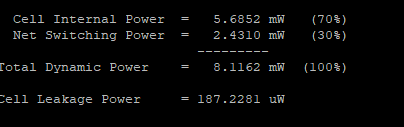 Cell Internal Power  =   5.6852 mW   (70%)
Net Switching Power  =   2.4310 mW   (30%)
---------
Total Dynamic Power    =   8.1162 mW  (100%)
Cell Leakage Power     = 187.2281 uW